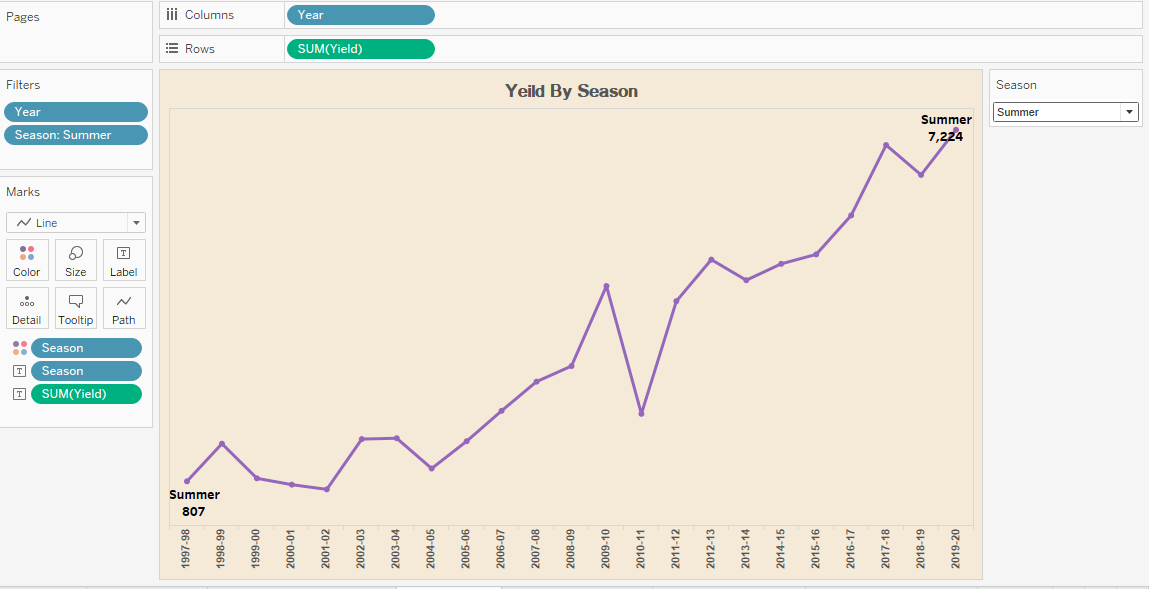 Pages
Columns
Year
Rows
SUM(Yield)
Filters
Year
Season: Summer
Marks
Line
Color
Size
Label
Detail
Tooltip
Path
Season
Season
SUM(Yield)
Yeild By Season
Summer
7,224
Summer
807
1997-98
1998-99
1999-00
2000-01
2001-02
2002-03
2003-04
2004-05
2005-06
2006-07
2007-08
2008-09
2009-10
2010-11
2011-12
2012-13
2013-14
2014-15
2015-16
2016-17
2017-18
2018-19
2019-20
Season
Summer